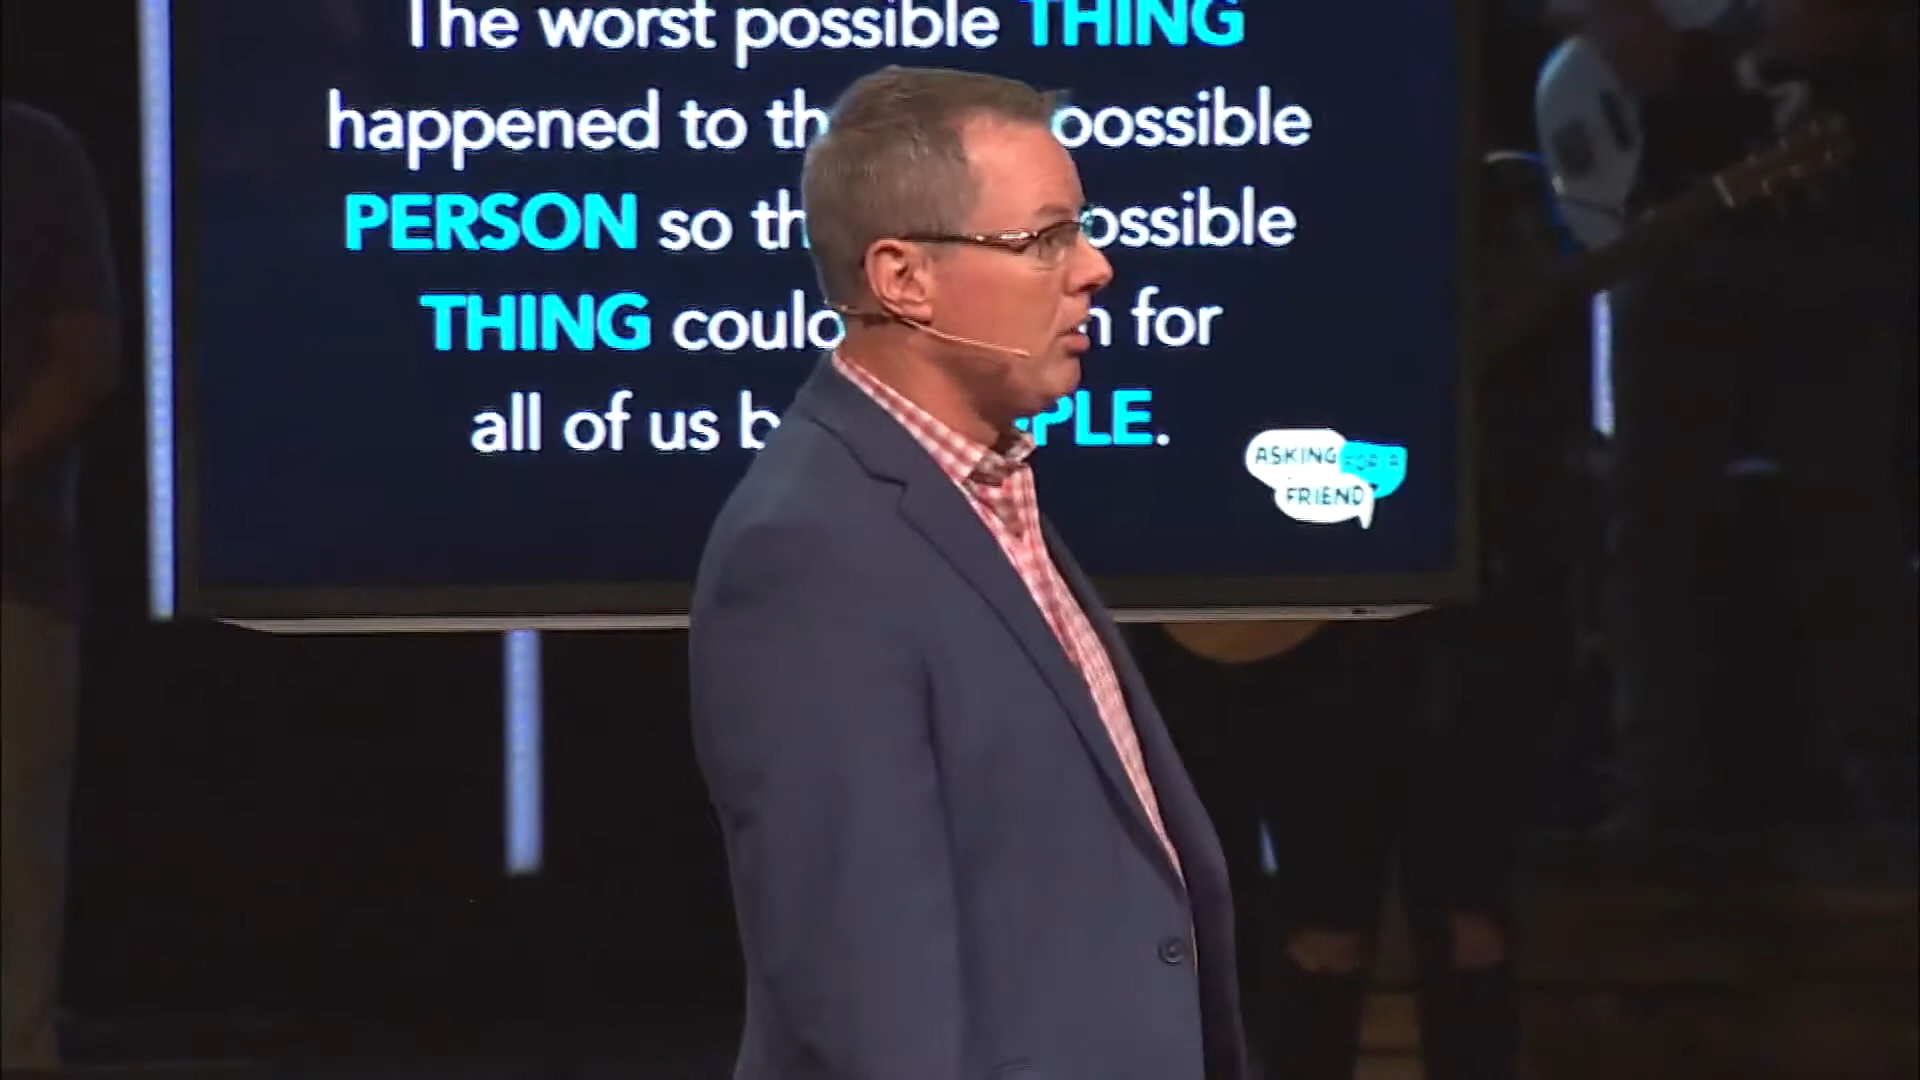 The worst possible THING
happened to th possible
PERSON so th ossible
THING could n for
all of us b PLE.
ASKING FOR A
FRIEND